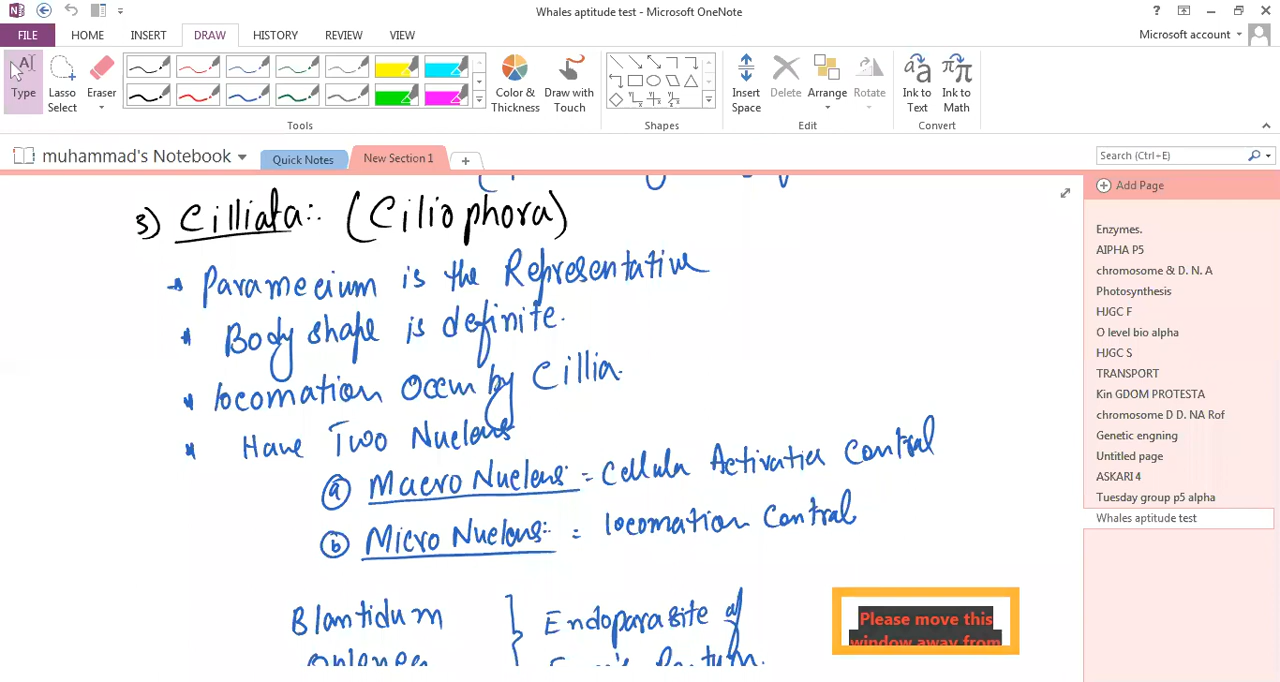 Whales aptitude test - Microsoft OneNote
FILE HOME INSERT DRAW HISTORY REVIEW VIEW
Microsoft account
Type
Lasso Select
Eraser
Color & Thickness
Draw with Touch
Insert Space
Delete
Arrange
Rotate
Ink to Text
Ink to Math
Tools
Shapes
Edit
Convert
muhammad's Notebook
Quick Notes
New Section 1
Search (Ctrl+E)
Add Page
3) Cilliata:. (Ciliophora)
Paramecium is the Representative
Body shape is definite.
locomation Occur by Cillia.
Have Two Nucleus
a Macro Nucleus: = Cellular Activaties Control
b Micro Nucleus: = locomation Control
Blantidum } Endoparasite of
Please move this
window away from
Enzymes.
AlPHA P5
chromosome & D. N. A
Photosynthesis
HJGC F
O level bio alpha
HJGC S
TRANSPORT
Kin GDOM PROTESTA
chromosome D D. NA Rof
Genetic engning
Untitled page
ASKARI 4
Tuesday group p5 alpha
Whales aptitude test